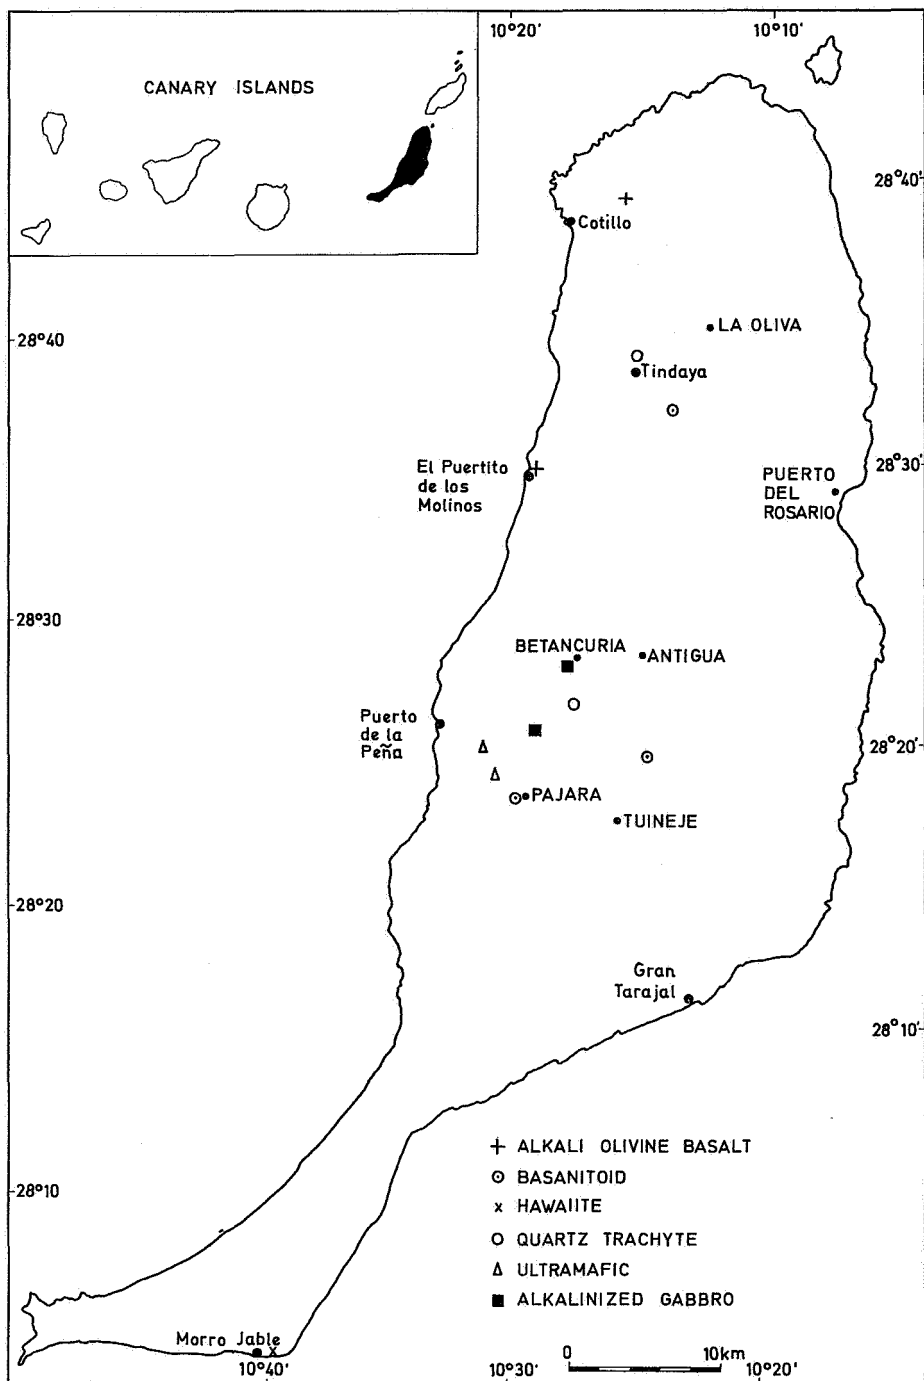 10°20'
10°10'
CANARY ISLANDS
28°40'
Cotillo
LA OLIVA
28°40
Tindaya
El Puertito
de los
Molinos
28°30'
PUERTO
DEL
ROSARIO
28°30
BETANCURIA
ANTIGUA
Puerto
de la
Peña
28°20'
PAJARA
TUINEJE
28°20
Gran
Tarajal
28°10'
+ ALKALI OLIVINE BASALT
⊙ BASANITOID
28°10
x HAWAIITE
○ QUARTZ TRACHYTE
△ ULTRAMAFIC
■ ALKALINIZED GABBRO
Morro Jable
0 10km
10°40'
10°30'
10°20'